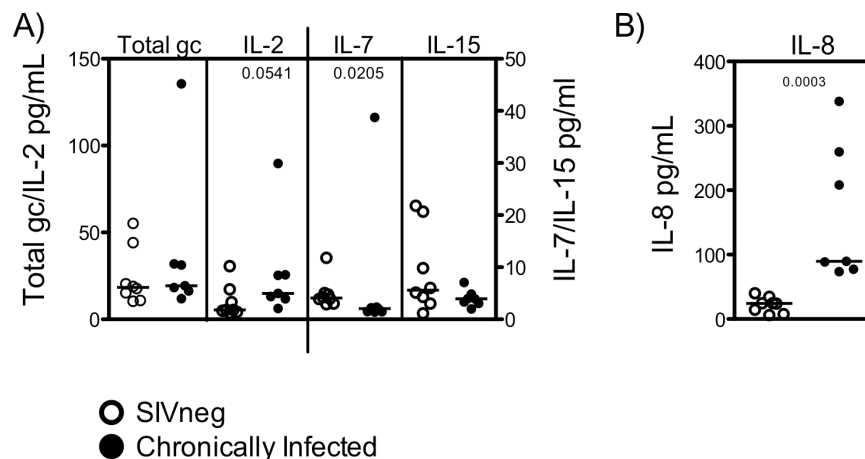 A)
Total gc IL-2 IL-7 IL-15
0.0541 0.0205
150
100
50
0
Total gc/IL-2 pg/mL
50
40
30
20
10
0
IL-7/IL-15 pg/ml
B)
IL-8
0.0003
400
300
200
100
0
IL-8 pg/mL
SIVneg
Chronically Infected